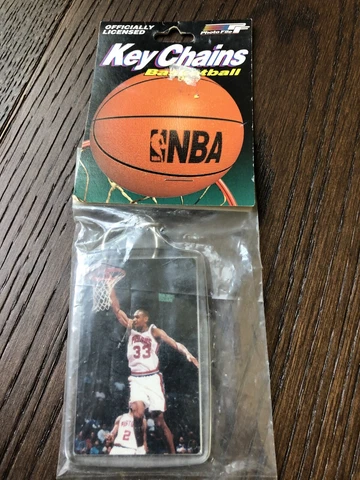 OFFICIALLY
LICENSED
Photo File
Key Chains
Basketball
NBA
33
2